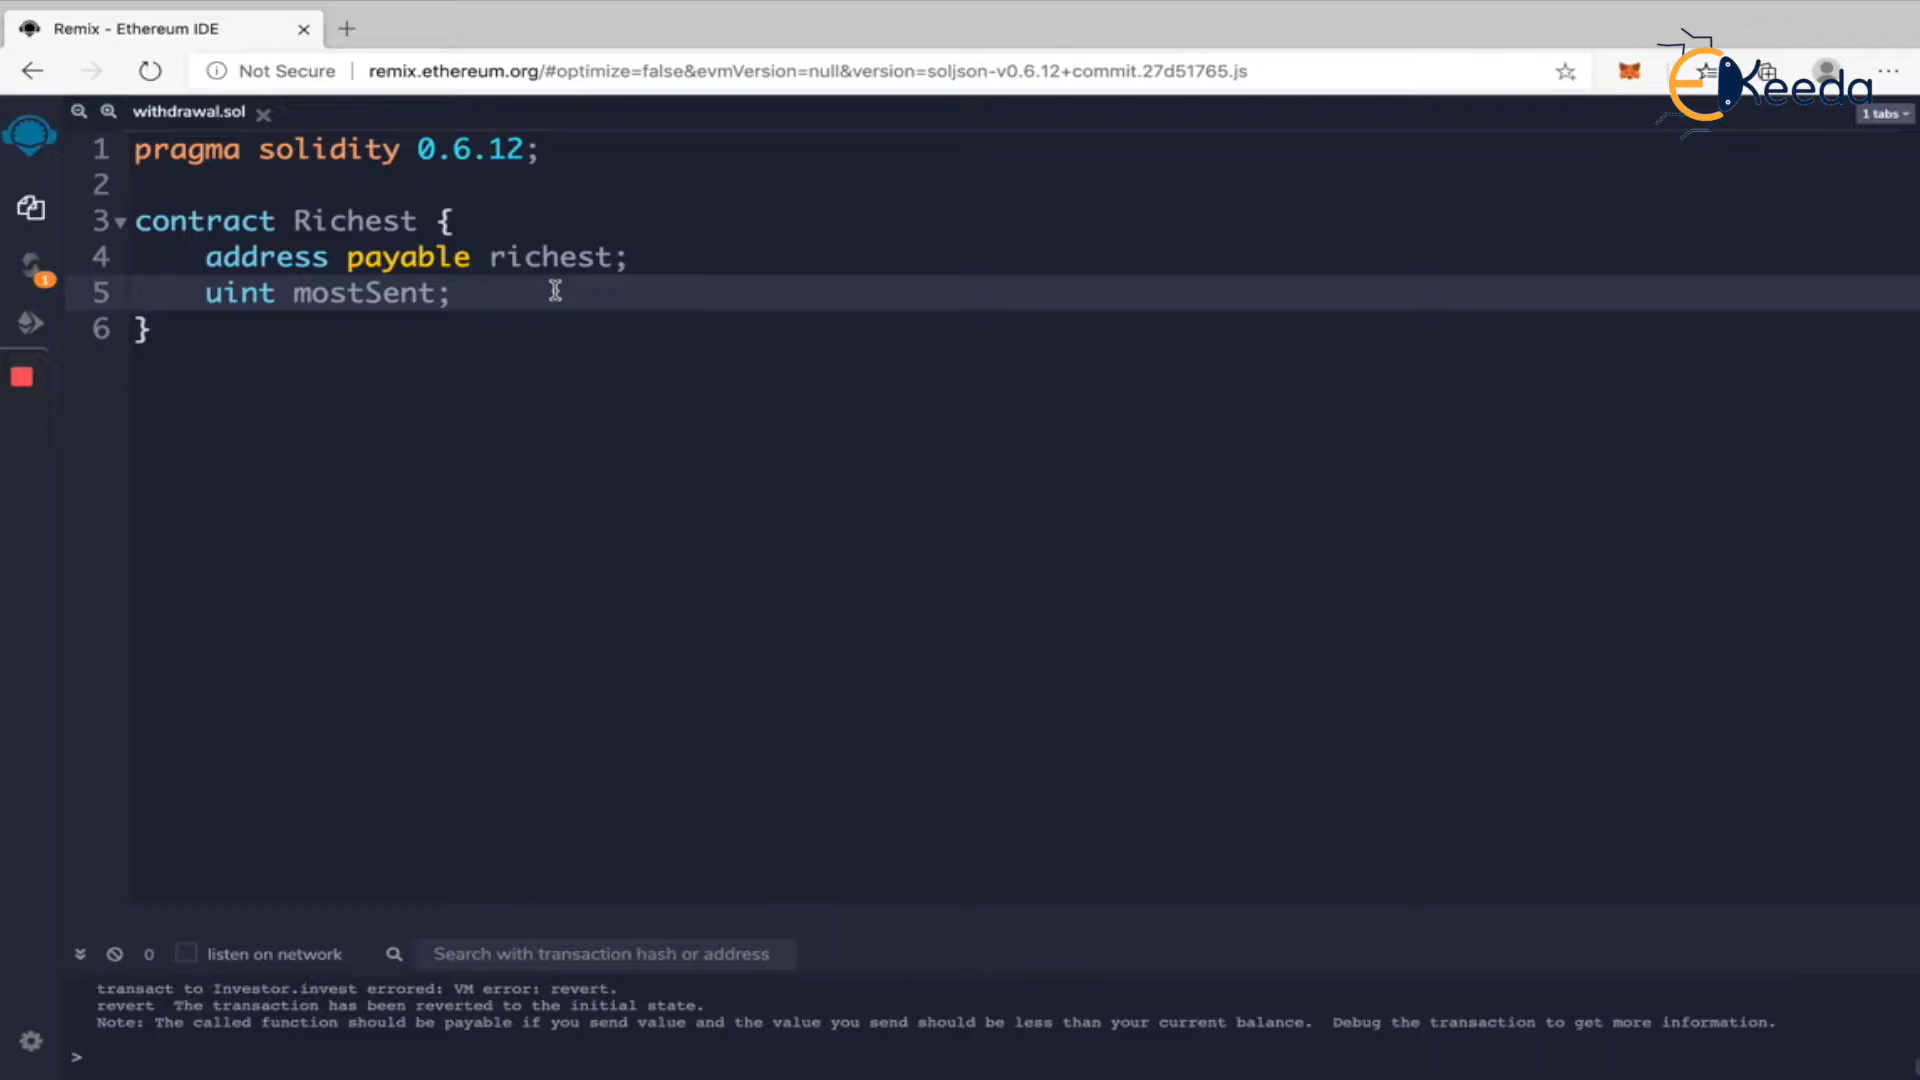 Remix - Ethereum IDE
Not Secure | remix.ethereum.org/#optimize=false&evmVersion=null&version=soljson-v0.6.12+commit.27d51765.js
EKeeda
withdrawal.sol
1 tabs
1 pragma solidity 0.6.12;
2
3 contract Richest {
4 address payable richest;
5 uint mostSent;
6 }
1
0 listen on network Search with transaction hash or address
transact to Investor.invest errored: VM error: revert.
revert The transaction has been reverted to the initial state.
Note: The called function should be payable if you send value and the value you send should be less than your current balance. Debug the transaction to get more information.
>